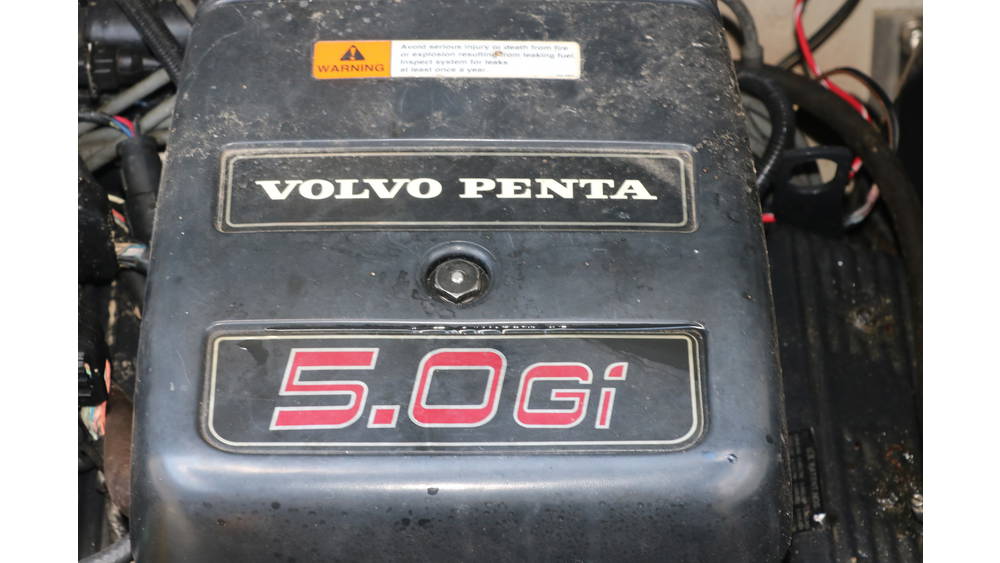 WARNING
Avoid serious injury or death from fire
or explosion resulting from leaking fuel.
Inspect system for leaks
at least once a year.
VOLVO PENTA
5.0Gi